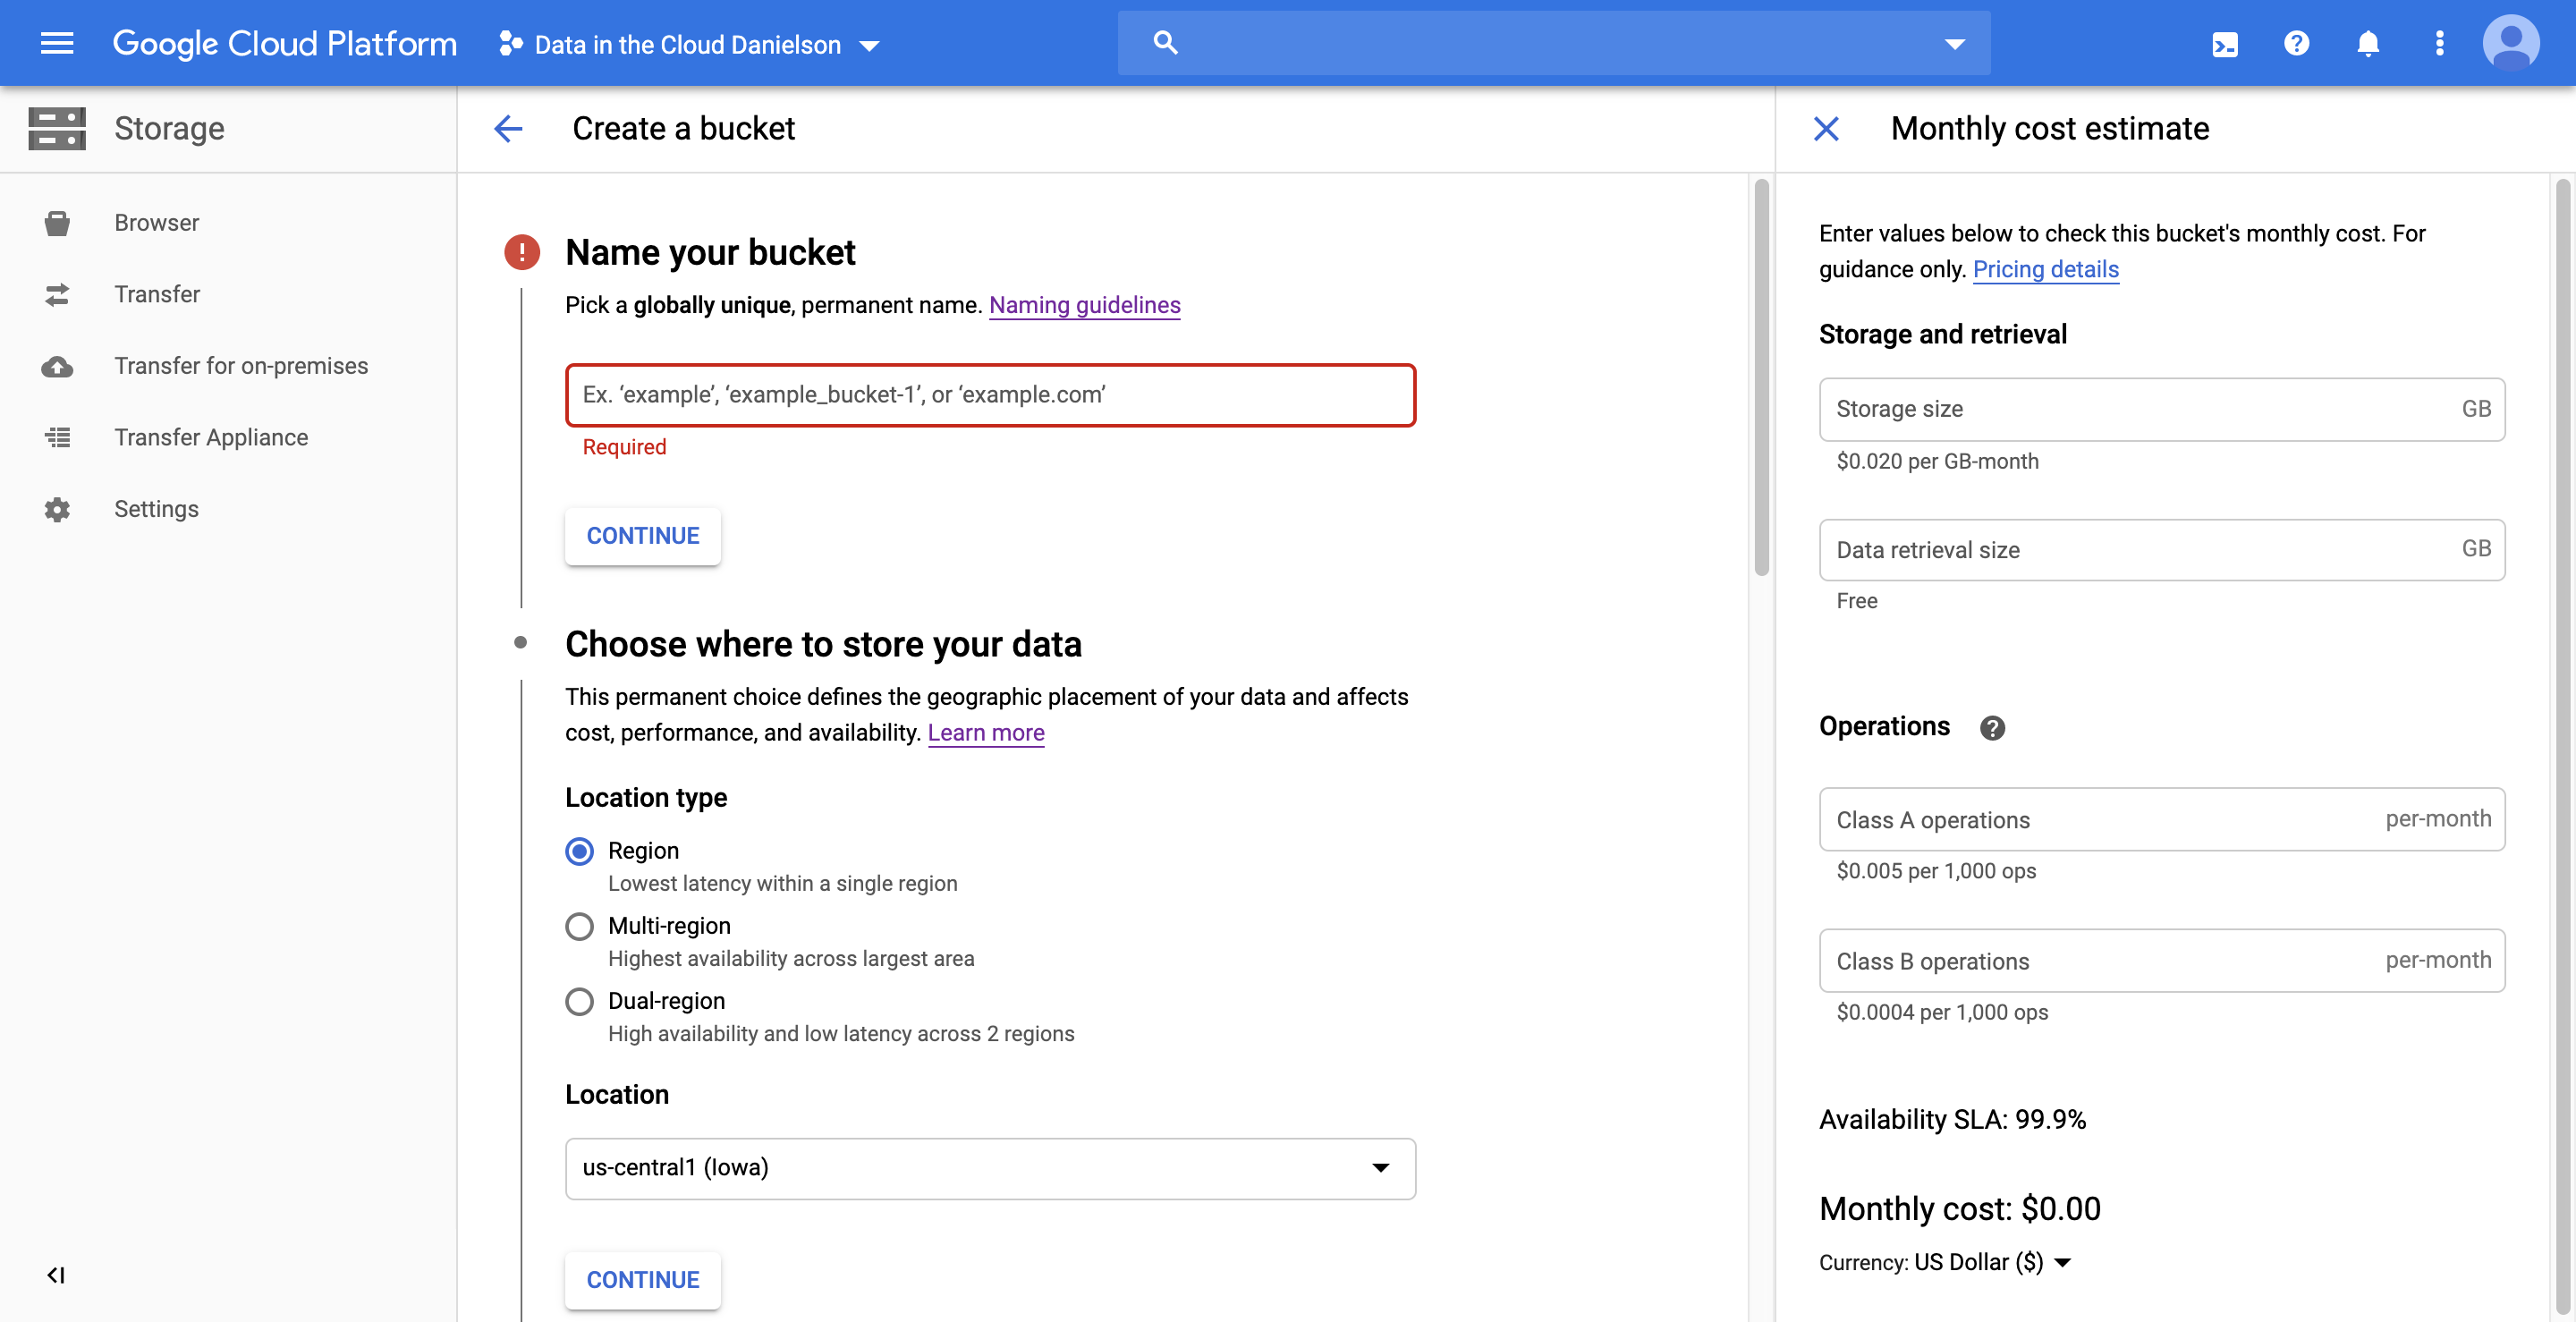 Google Cloud Platform
Data in the Cloud Danielson
Storage
Browser
Transfer
Transfer for on-premises
Transfer Appliance
Settings
Create a bucket
Name your bucket
Pick a globally unique, permanent name. Naming guidelines
Ex. ‘example’, ‘example_bucket-1’, or ‘example.com’
Required
CONTINUE
Choose where to store your data
This permanent choice defines the geographic placement of your data and affects
cost, performance, and availability. Learn more
Location type
Region
Lowest latency within a single region
Multi-region
Highest availability across largest area
Dual-region
High availability and low latency across 2 regions
Location
us-central1 (Iowa)
CONTINUE
Monthly cost estimate
Enter values below to check this bucket's monthly cost. For
guidance only. Pricing details
Storage and retrieval
Storage size GB
$0.020 per GB-month
Data retrieval size GB
Free
Operations
Class A operations per-month
$0.005 per 1,000 ops
Class B operations per-month
$0.0004 per 1,000 ops
Availability SLA: 99.9%
Monthly cost: $0.00
Currency: US Dollar ($)